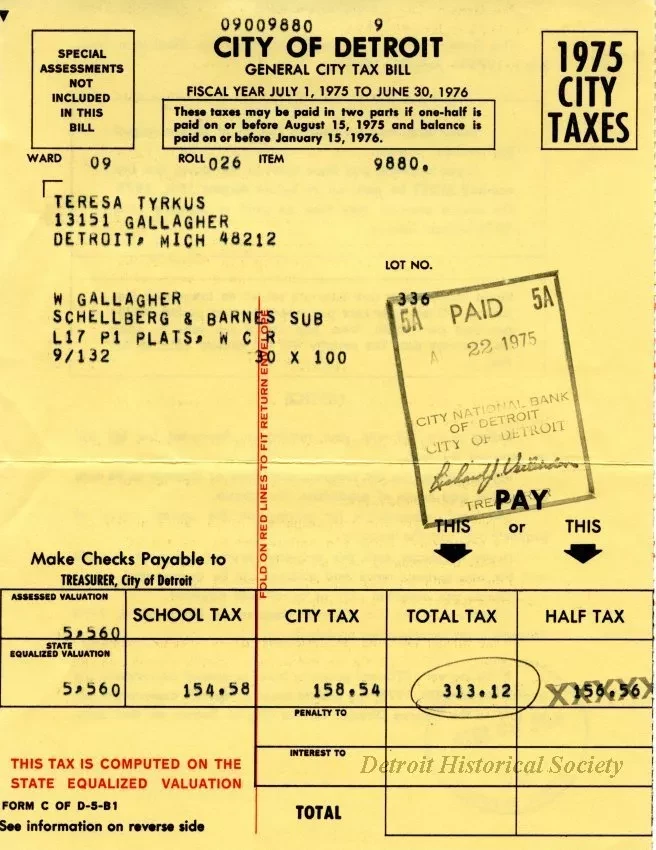 09009880 9
CITY OF DETROIT
GENERAL CITY TAX BILL
FISCAL YEAR JULY 1, 1975 TO JUNE 30, 1976
These taxes may be paid in two parts if one-half is
paid on or before August 15, 1975 and balance is
paid on or before January 15, 1976.
SPECIAL
ASSESSMENTS
NOT
INCLUDED
IN THIS
BILL
1975
CITY
TAXES
WARD 09 ROLL 026 ITEM 9880.
TERESA TYRKUS
13151 GALLAGHER
DETROIT, MICH 48212
LOT NO.
336
W GALLAGHER
SCHELLBERG & BARNES SUB
L17 P1 PLATS, W C R
9/132 30 X 100
5A PAID 5A
A 22 1975
CITY NATIONAL BANK
OF DETROIT
CITY OF DETROIT
TREASURER
FOLD ON RED LINES TO FIT RETURN ENVELOPE
PAY
THIS or THIS
Make Checks Payable to
TREASURER, City of Detroit
ASSESSED VALUATION
5,560
SCHOOL TAX CITY TAX TOTAL TAX HALF TAX
STATE
EQUALIZED VALUATION
5,560 154.58 158.54 313.12 156.56
XXXXX
PENALTY TO
INTEREST TO
TOTAL
THIS TAX IS COMPUTED ON THE
STATE EQUALIZED VALUATION
FORM C OF D-5-B1
See information on reverse side
Detroit Historical Society